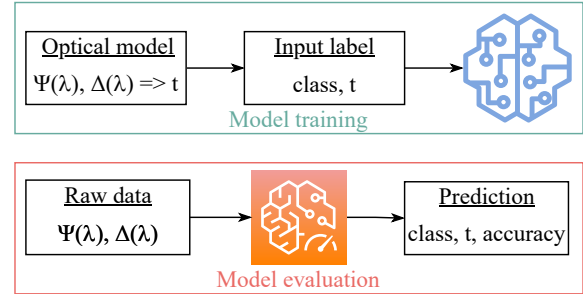 Optical model
Ψ(λ), Δ(λ) => t
Input label
class, t
Model training
Raw data
Ψ(λ), Δ(λ)
Prediction
class, t, accuracy
Model evaluation